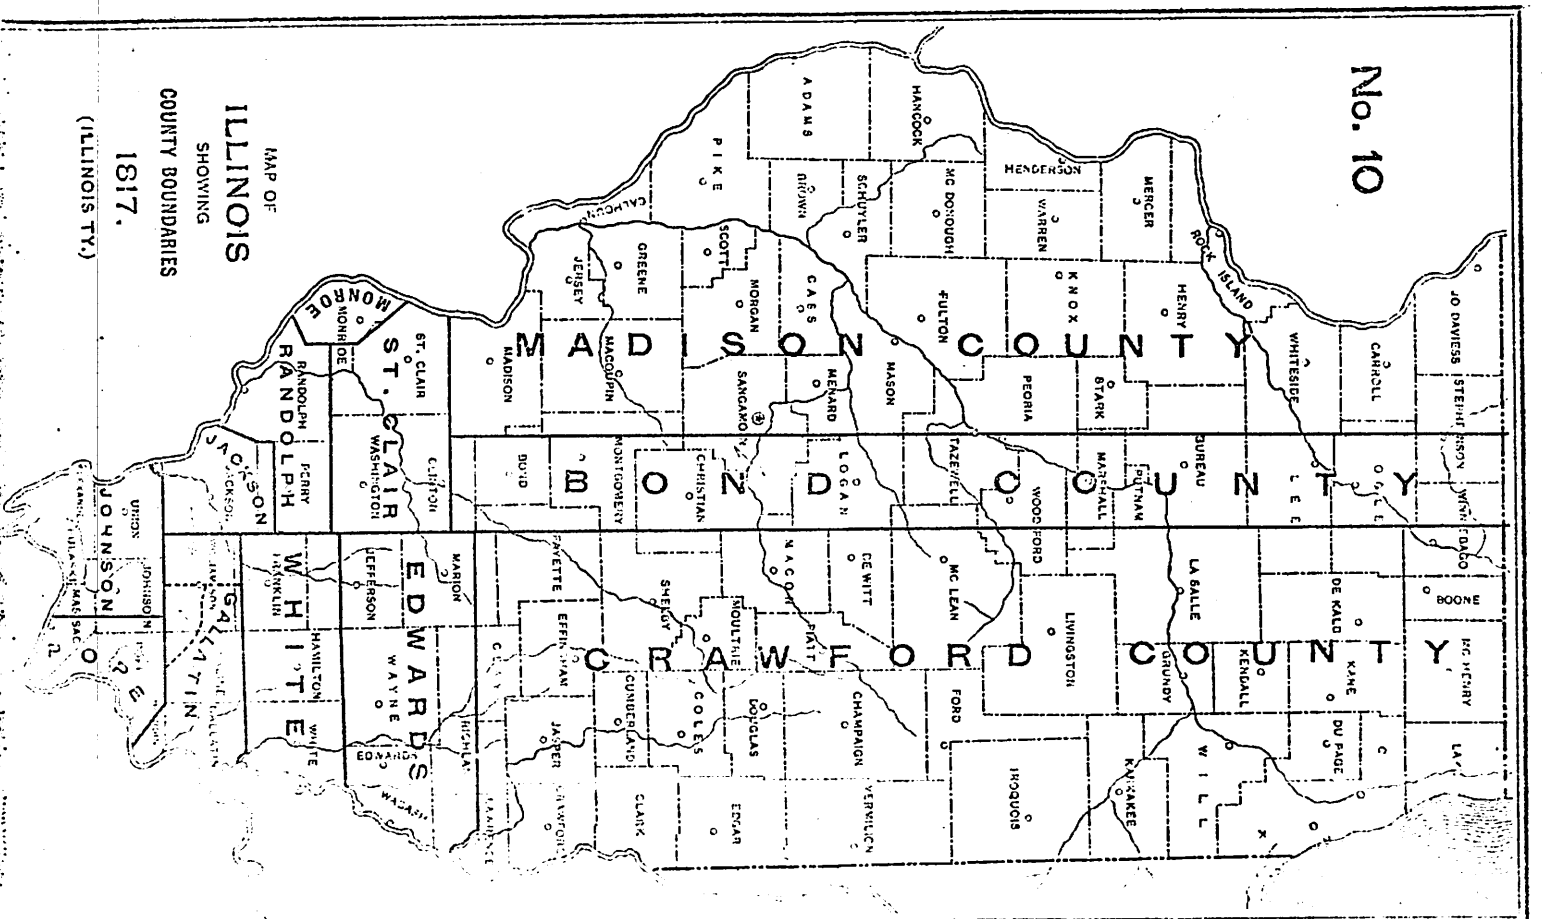 No. 10
MAP OF
ILLINOIS
SHOWING
COUNTY BOUNDARIES
1817.
(ILLINOIS TY.)
MADISON COUNTY
BOND COUNTY
CRAWFORD COUNTY
ST. CLAIR
MONROE
RANDOLPH
JACKSON
JOHNSON
EDWARDS
WHITE
GALLATIN
POPE
JO DAVIESS
STEPHENSON
WINNEBAGO
BOONE
MC HENRY
LAKE
CARROLL
OGLE
DE KALB
KANE
DU PAGE
C
WHITESIDE
LEE
KENDALL
WILL
ROCK ISLAND
HENRY
BUREAU
LA SALLE
GRUNDY
MERCER
KNOX
STARK
PUTNAM
MARSHALL
KANKAKEE
HENDERSON
WARREN
PEORIA
WOODFORD
LIVINGSTON
IROQUOIS
HANCOCK
MC DONOUGH
FULTON
TAZEWELL
MC LEAN
FORD
ADAMS
SCHUYLER
BROWN
CAES
MASON
MENARD
LOGAN
DE WITT
CHAMPAIGN
VERMILION
PIKE
SCOTT
MORGAN
SANGAMON
MACON
PIATT
DOUGLAS
EDGAR
CALHOUN
GREENE
JERSEY
MACOUPIN
MONTGOMERY
CHRISTIAN
SHELBY
MOULTRIE
COLES
CUMBERLAND
CLARK
MADISON
BOND
FAYETTE
EFFINGHAM
JASPER
CRAWFORD
ST. CLAIR
CLINTON
MARION
WASHINGTON
JEFFERSON
WAYNE
EDWARDS
WABASH
MONROE
RANDOLPH
PERRY
FRANKLIN
HAMILTON
WHITE
UNION
JOHNSON